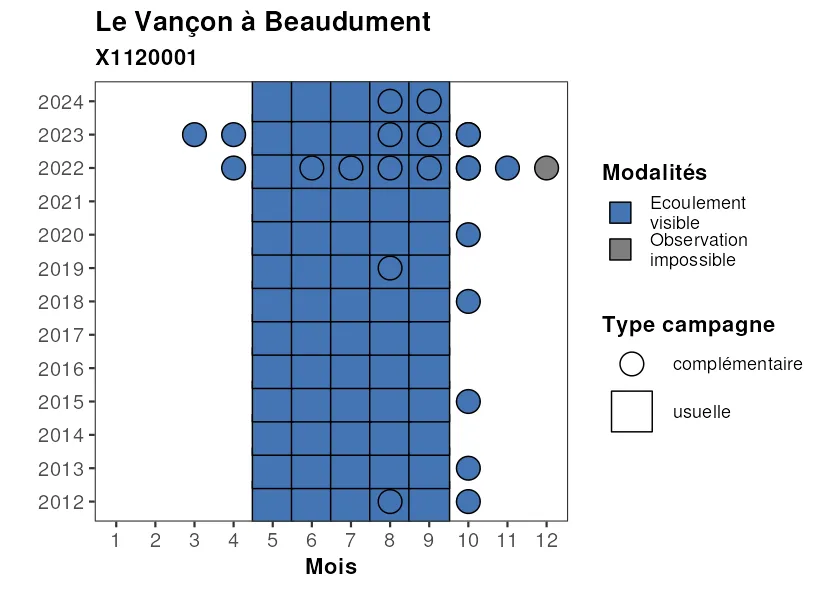 Le Vançon à Beaudument
X1120001
2024
2023
2022
2021
2020
2019
2018
2017
2016
2015
2014
2013
2012
1 2 3 4 5 6 7 8 9 10 11 12
Mois
Modalités
Ecoulement
visible
Observation
impossible
Type campagne
complémentaire
usuelle